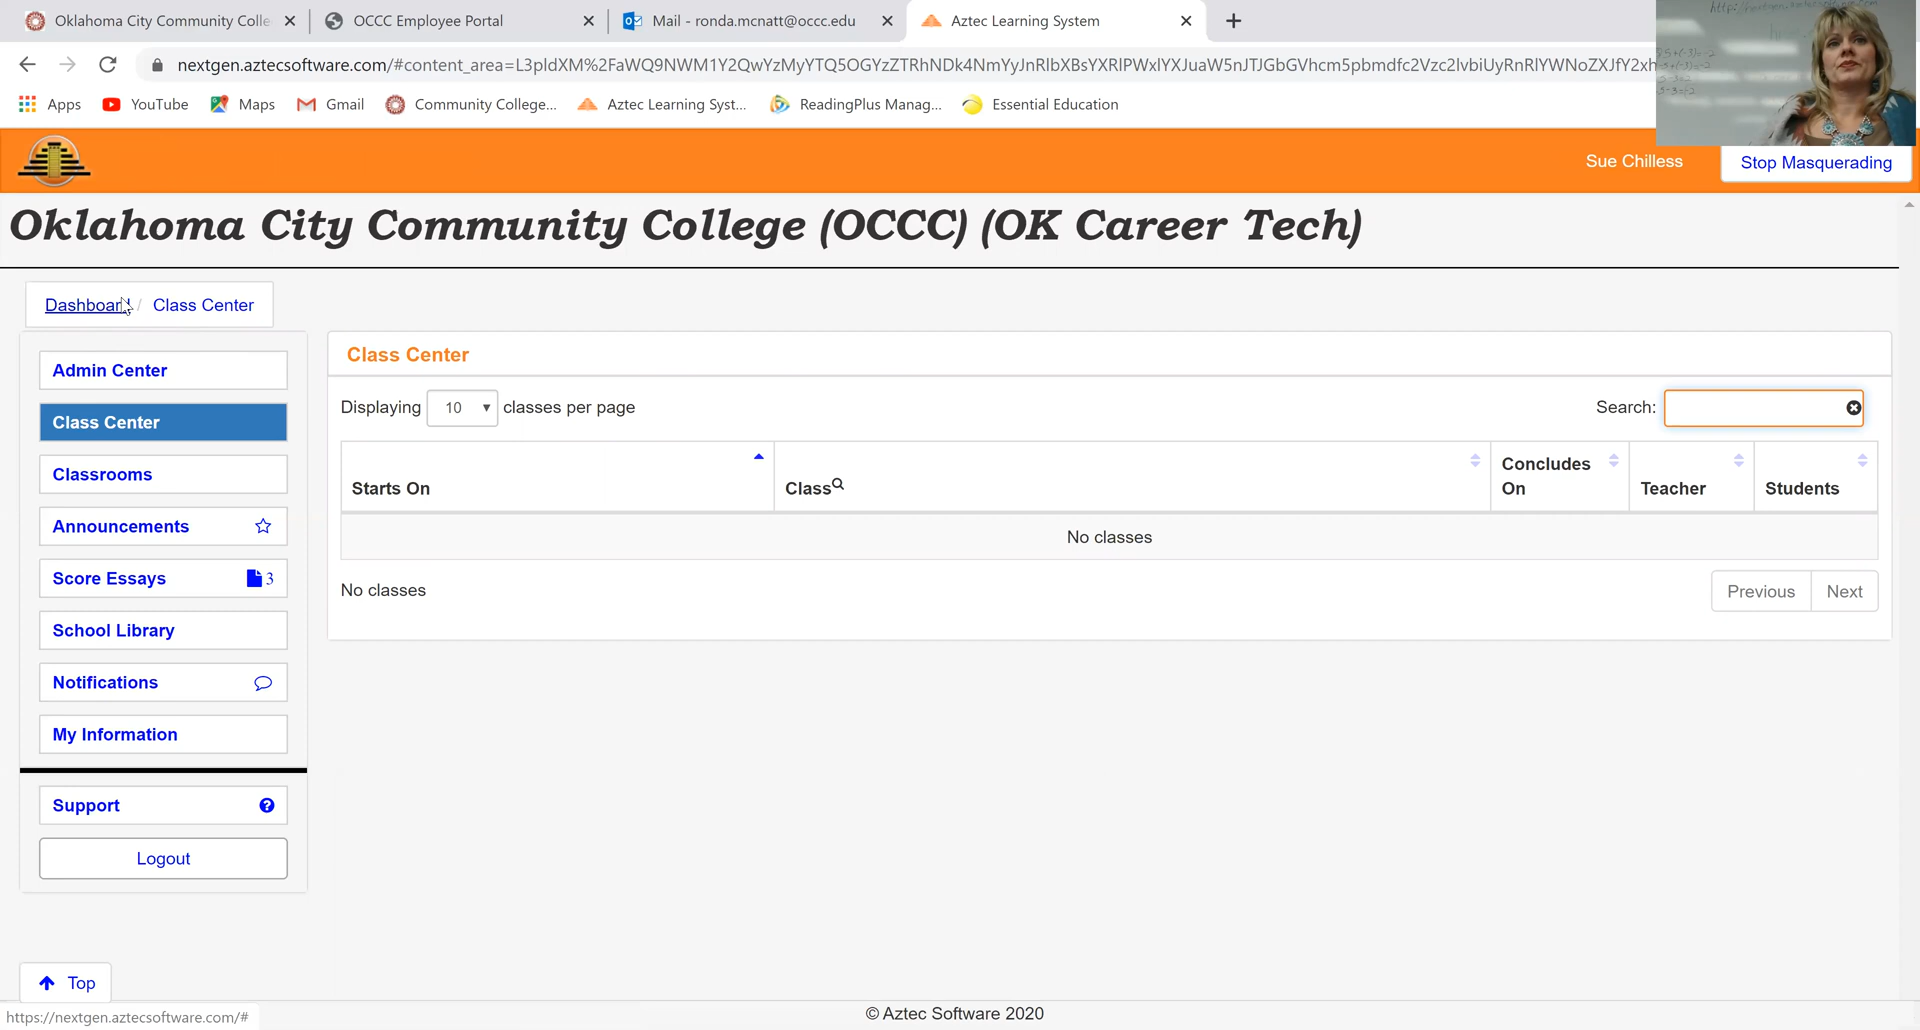 Oklahoma City Community Colle
OCCC Employee Portal
Mail - ronda.mcnatt@occc.edu
Aztec Learning System
nextgen.aztecsoftware.com/#content_area=L3pldXM%2FaWQ9NWM1Y2QwYzMyYTQ5OGYzZTRhNDk4NmYyJnRlbXBsYXRlPWxlYXJuaW5nJTJGbGVhcm5pbmdfc2Vzc2lvbiUyRnRlYWNoZXJfY2xh
Apps
YouTube
Maps
Gmail
Community College...
Aztec Learning Syst...
ReadingPlus Manag...
Essential Education
Sue Chilless
Stop Masquerading
Oklahoma City Community College (OCCC) (OK Career Tech)
Dashboard / Class Center
Admin Center
Class Center
Classrooms
Announcements
Score Essays 3
School Library
Notifications
My Information
Support
Logout
Top
Class Center
Displaying 10 classes per page
Search:
Starts On
Class
Concludes On
Teacher
Students
No classes
No classes
Previous
Next
https://nextgen.aztecsoftware.com/#
© Aztec Software 2020